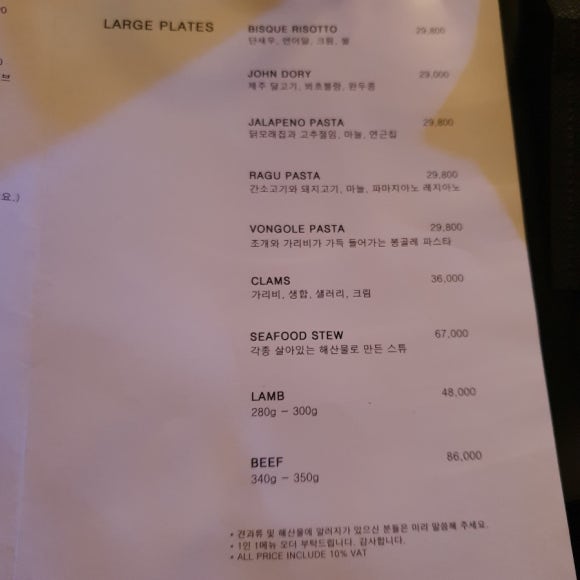 LARGE PLATES
BISQUE RISOTTO 29,800
단새우, 연어알, 크림, 쌀
JOHN DORY 29,000
제주 달고기, 뵈르블랑, 완두콩
JALAPENO PASTA 29,800
닭모래집과 고추절임, 마늘, 연근칩
RAGU PASTA 29,800
간소고기와 돼지고기, 마늘, 파마지아노 레지아노
VONGOLE PASTA 29,800
조개와 가리비가 가득 들어가는 봉골레 파스타
CLAMS 36,000
가리비, 생합, 샐러리, 크림
SEAFOOD STEW 67,000
각종 살아있는 해산물로 만든 스튜
LAMB 48,000
280g - 300g
BEEF 86,000
340g - 350g
• 견과류 및 해산물에 알러지가 있으신 분들은 미리 말씀해 주세요.
• 1인 1메뉴 오더 부탁드립니다. 감사합니다.
• ALL PRICE INCLUDE 10% VAT